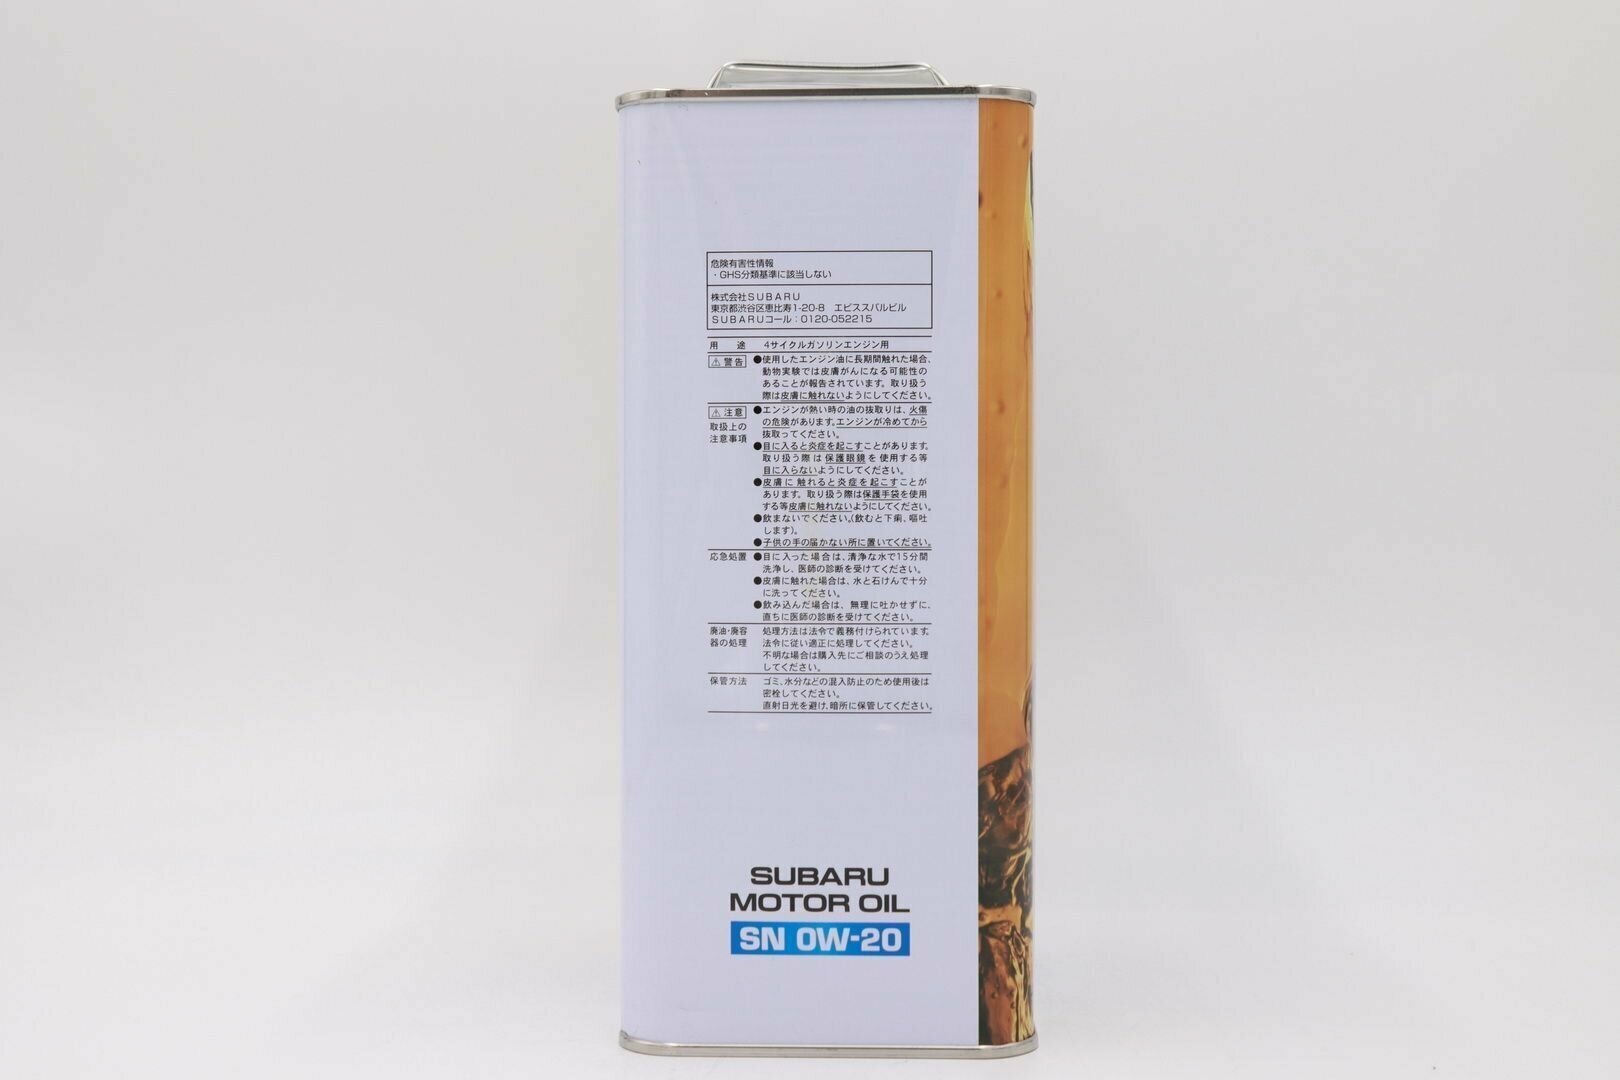 危険有害性情報
・GHS分類基準に該当しない
株式会社SUBARU
東京都渋谷区恵比寿1-20-8 エビススバルビル
SUBARUコール：0120-052215
用途 4サイクルガソリンエンジン用
⚠警告 ●使用したエンジン油に長期間触れた場合、
動物実験では皮膚がんになる可能性の
あることが報告されています。取り扱う
際は皮膚に触れないようにしてください。
⚠注意 ●エンジンが熱い時の油の抜取りは、火傷
取扱上の の危険があります。エンジンが冷めてから
注意事項 抜取ってください。
●目に入ると炎症を起こすことがあります。
取り扱う際は保護眼鏡を使用する等
目に入らないようにしてください。
●皮膚に触れると炎症を起こすことが
あります。取り扱う際は保護手袋を使用
する等皮膚に触れないようにしてください。
●飲まないでください。(飲むと下痢、嘔吐
します)。
●子供の手の届かない所に置いてください。
応急処置 ●目に入った場合は、清浄な水で15分間
洗浄し、医師の診断を受けてください。
●皮膚に触れた場合は、水と石けんで十分
に洗ってください。
●飲み込んだ場合は、無理に吐かせずに、
直ちに医師の診断を受けてください。
廃油・廃容 処理方法は法令で義務付けられています。
器の処理 法令に従い適正に処理してください。
不明な場合は購入先にご相談のうえ処理
してください。
保管方法 ゴミ、水分などの混入防止のため使用後は
密栓してください。
直射日光を避け、暗所に保管してください。
SUBARU
MOTOR OIL
SN 0W-20